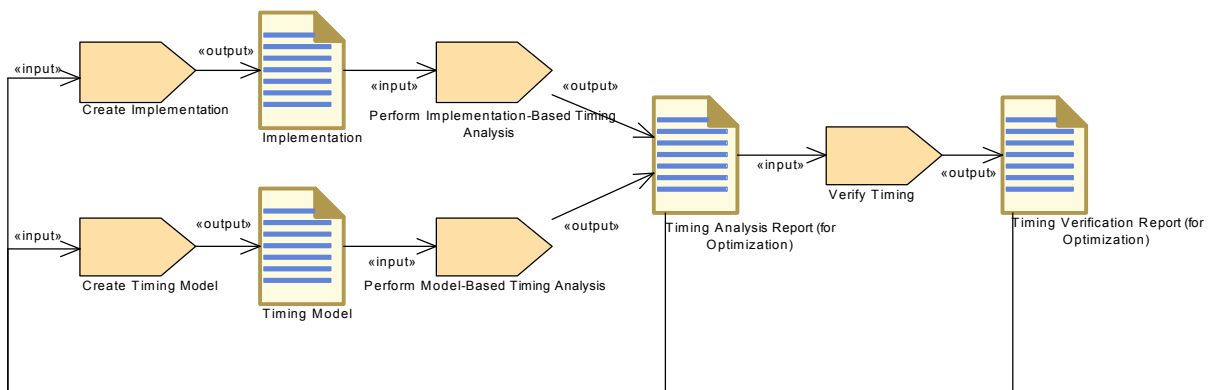 «output»
«output»
«input»
«input»
«output»
Create Implementation
Implementation
Perform Implementation-Based Timing
Analysis
«input»
«output»
«output»
«output»
«input»
Verify Timing
Timing Analysis Report (for
Optimization)
Timing Verification Report (for
Optimization)
«input»
«input»
Create Timing Model
Timing Model
Perform Model-Based Timing Analysis